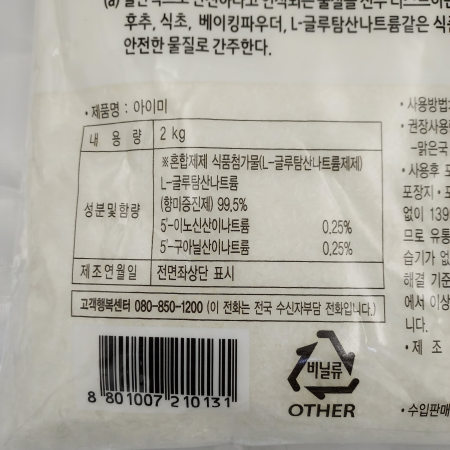 후추, 식초, 베이킹파우더, L-글루탐산나트륨같은
안전한 물질로 간주한다.
• 제품명 : 아이미
내 용 량 2 kg
성분및함량
※혼합제제 식품첨가물(L-글루탐산나트륨제제)
L-글루탐산나트륨
(향미증진제) 99.5%
5'-이노신산이나트륨 0.25%
5'-구아닐산이나트륨 0.25%
제조연월일 전면좌상단 표시
고객행복센터 080-850-1200 (이 전화는 전국 수신자부담 전화입니다.)
8 801007 210131
비닐류
OTHER
• 사용방법
• 권장사용
-맑은국
• 사용후
포장지 •
없이 139
므로 유통
습기가 없
해결 기준
에서 이상
니다.
• 제 조
• 수입판매